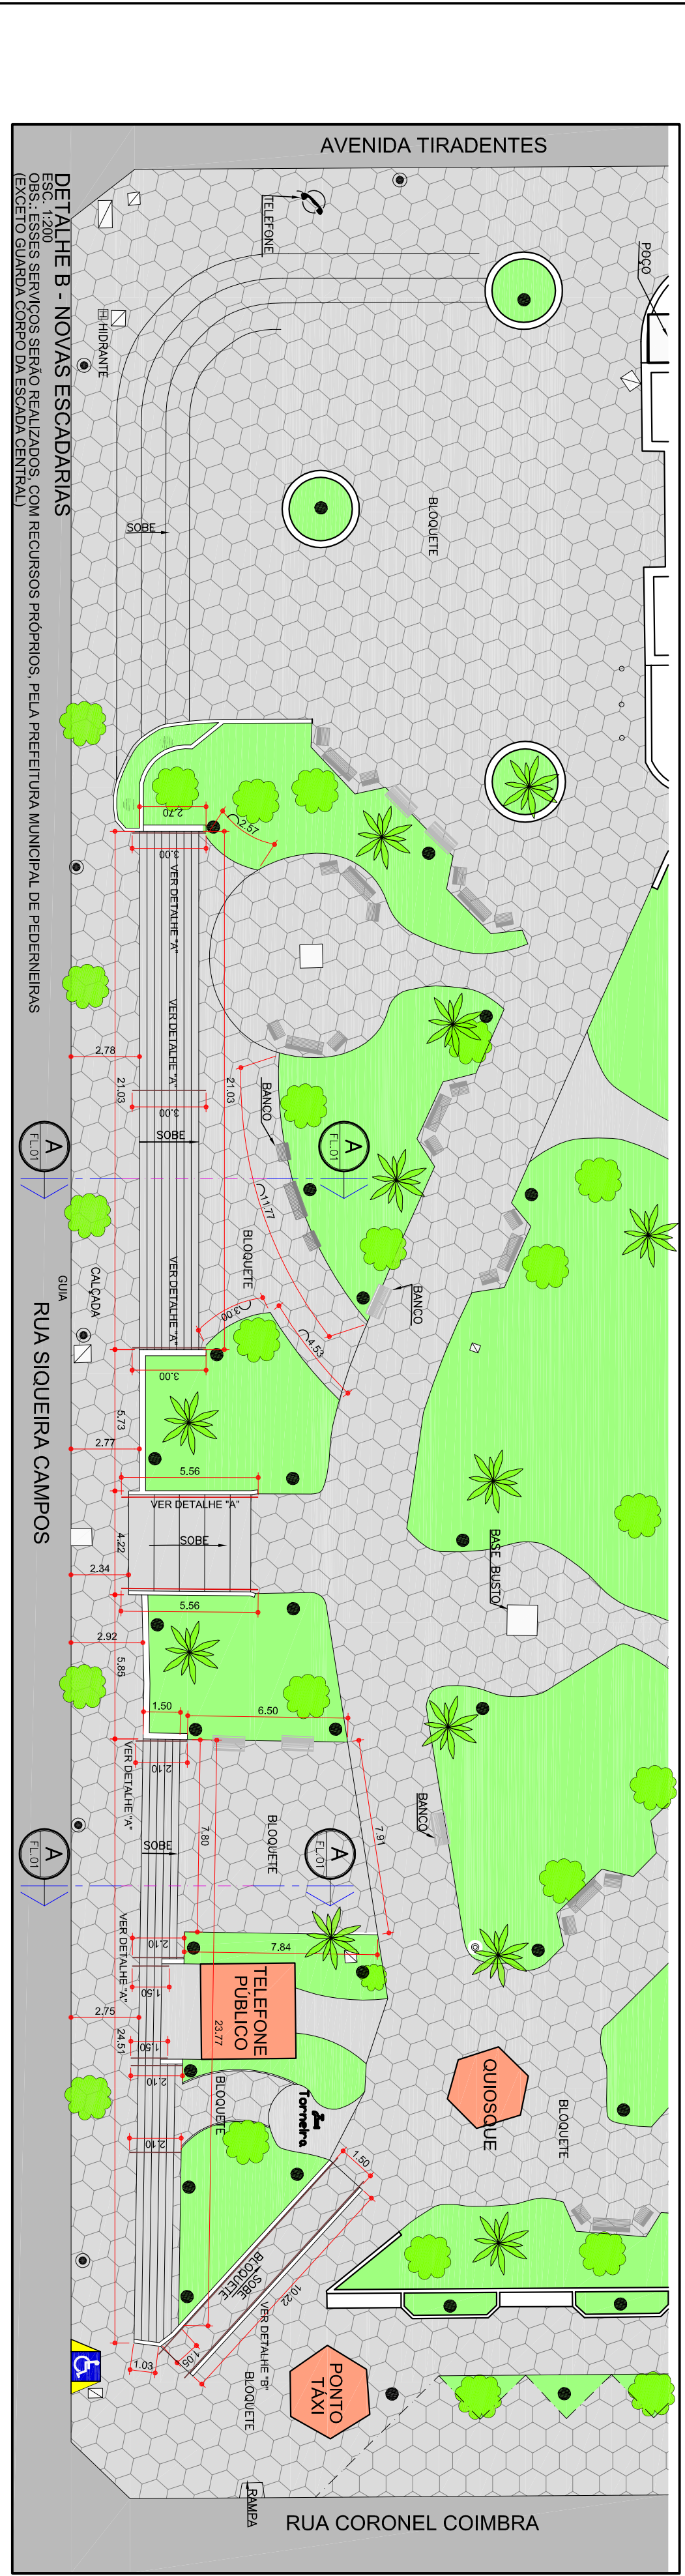 AVENIDA TIRADENTES
POÇO
TELEFONE
H HIDRANTE
DETALHE B - NOVAS ESCADARIAS
ESC. 1:200
OBS.: ESSES SERVIÇOS SERÃO REALIZADOS, COM RECURSOS PRÓPRIOS, PELA PREFEITURA MUNICIPAL DE PEDERNEIRAS
(EXCETO GUARDA CORPO DA ESCADA CENTRAL)
BLOQUETE
SOBE
2.70
2.57
3.00
VER DETALHE "A"
VER DETALHE "A"
2.78
21.03
21.03
3.00
BANCO
SOBE
A
FL.01
A
FL.01
11.77
BLOQUETE
VER DETALHE "A"
BANCO
CALÇADA
GUIA
RUA SIQUEIRA CAMPOS
3.00
4.53
3.00
5.73
2.77
5.56
VER DETALHE "A"
SOBE
4.22
2.34
BASE BUSTO
5.56
2.92
5.85
1.50
6.50
2.10
VER DETALHE "A"
7.80
7.91
BLOQUETE
BANCO
SOBE
A
FL.01
A
FL.01
VER DETALHE "A"
2.10
7.84
1.50
TELEFONE
PÚBLICO
23.77
2.75
24.51
1.50
2.10
QUIOSQUE
BLOQUETE
BLOQUETE
Torneira
2.10
1.50
SOBE
BLOQUETE
10.22
VER DETALHE "B"
1.05
1.03
BLOQUETE
PONTO
TÁXI
RAMPA
RUA CORONEL COIMBRA